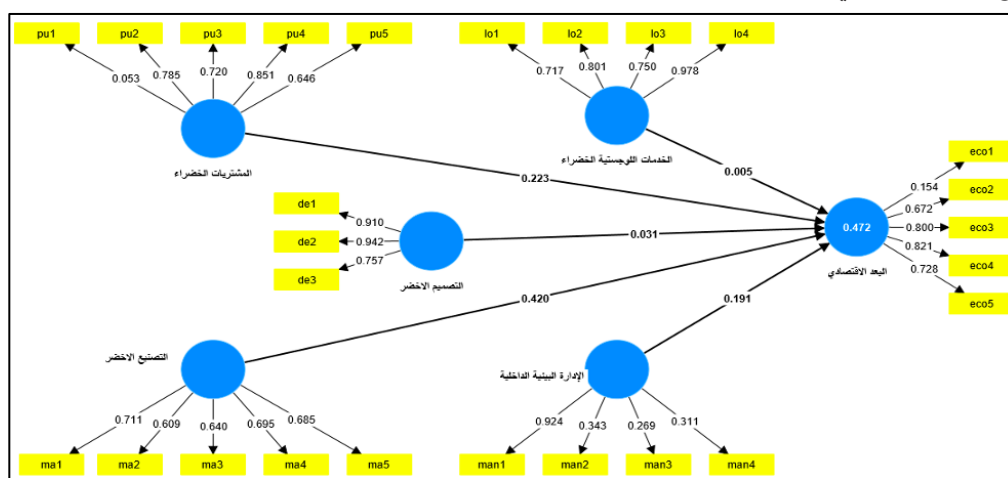 pu1 pu2 pu3 pu4 pu5
lo1 lo2 lo3 lo4
0.053 0.785 0.720 0.851 0.646
0.717 0.801 0.750 0.978
المشتريات الخضراء
الخدمات اللوجستية الخضراء
0.223
0.005
de1
de2
de3
0.910
0.942
0.757
التصميم الاخضر
0.031
eco1
eco2
eco3
eco4
eco5
0.154
0.672
0.800
0.821
0.728
0.472
البعد الاقتصادي
0.420
0.191
التصنيع الاخضر
الإدارة البيئية الداخلية
0.711 0.609 0.640 0.695 0.685
0.924 0.343 0.269 0.311
ma1 ma2 ma3 ma4 ma5
man1 man2 man3 man4